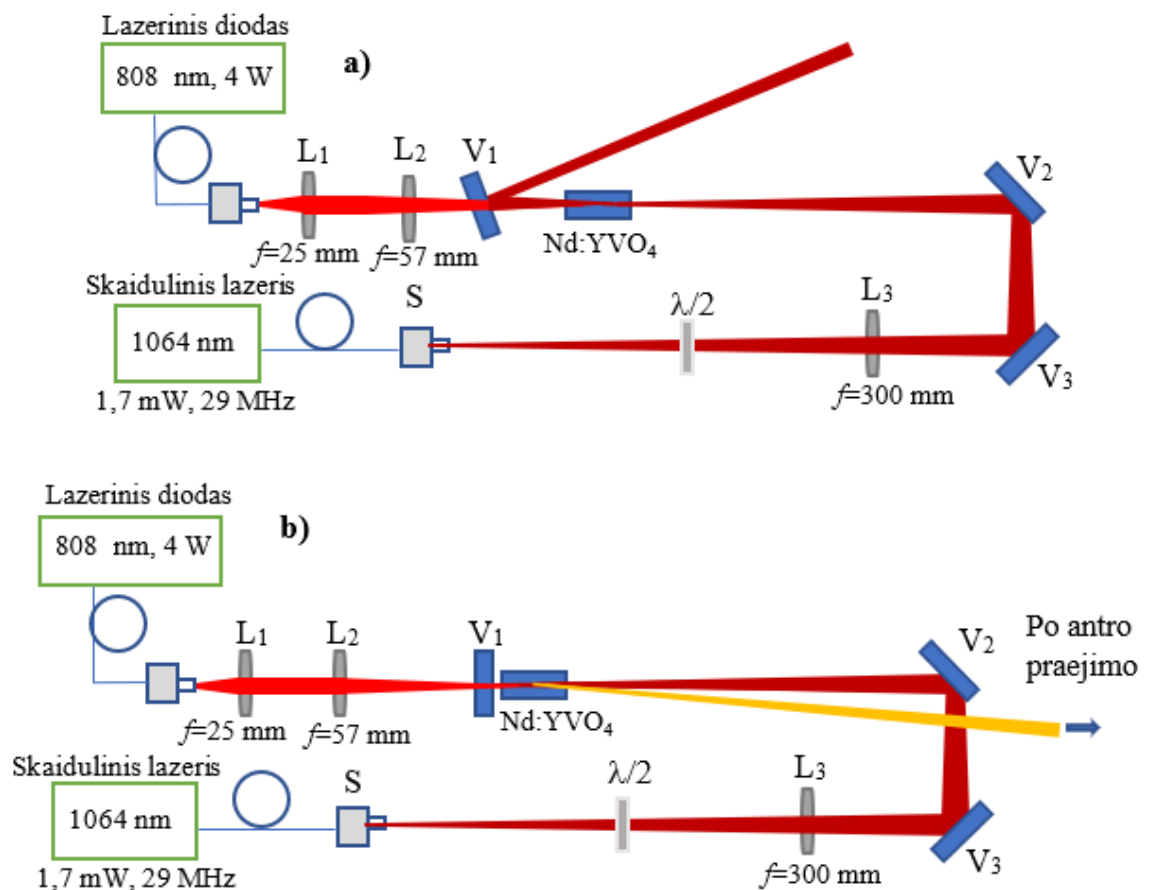 Lazerinis diodas
808 nm, 4 W
a)
L1
L2
V1
V2
Nd:YVO4
f=25 mm
f=57 mm
Skaidulinis lazeris
S
λ/2
L3
1064 nm
V3
f=300 mm
1,7 mW, 29 MHz
Lazerinis diodas
b)
808 nm, 4 W
L1
L2
V1
V2
Po antro
praėjimo
Nd:YVO4
f=25 mm
f=57 mm
Skaidulinis lazeris
S
λ/2
L3
1064 nm
V3
f=300 mm
1,7 mW, 29 MHz